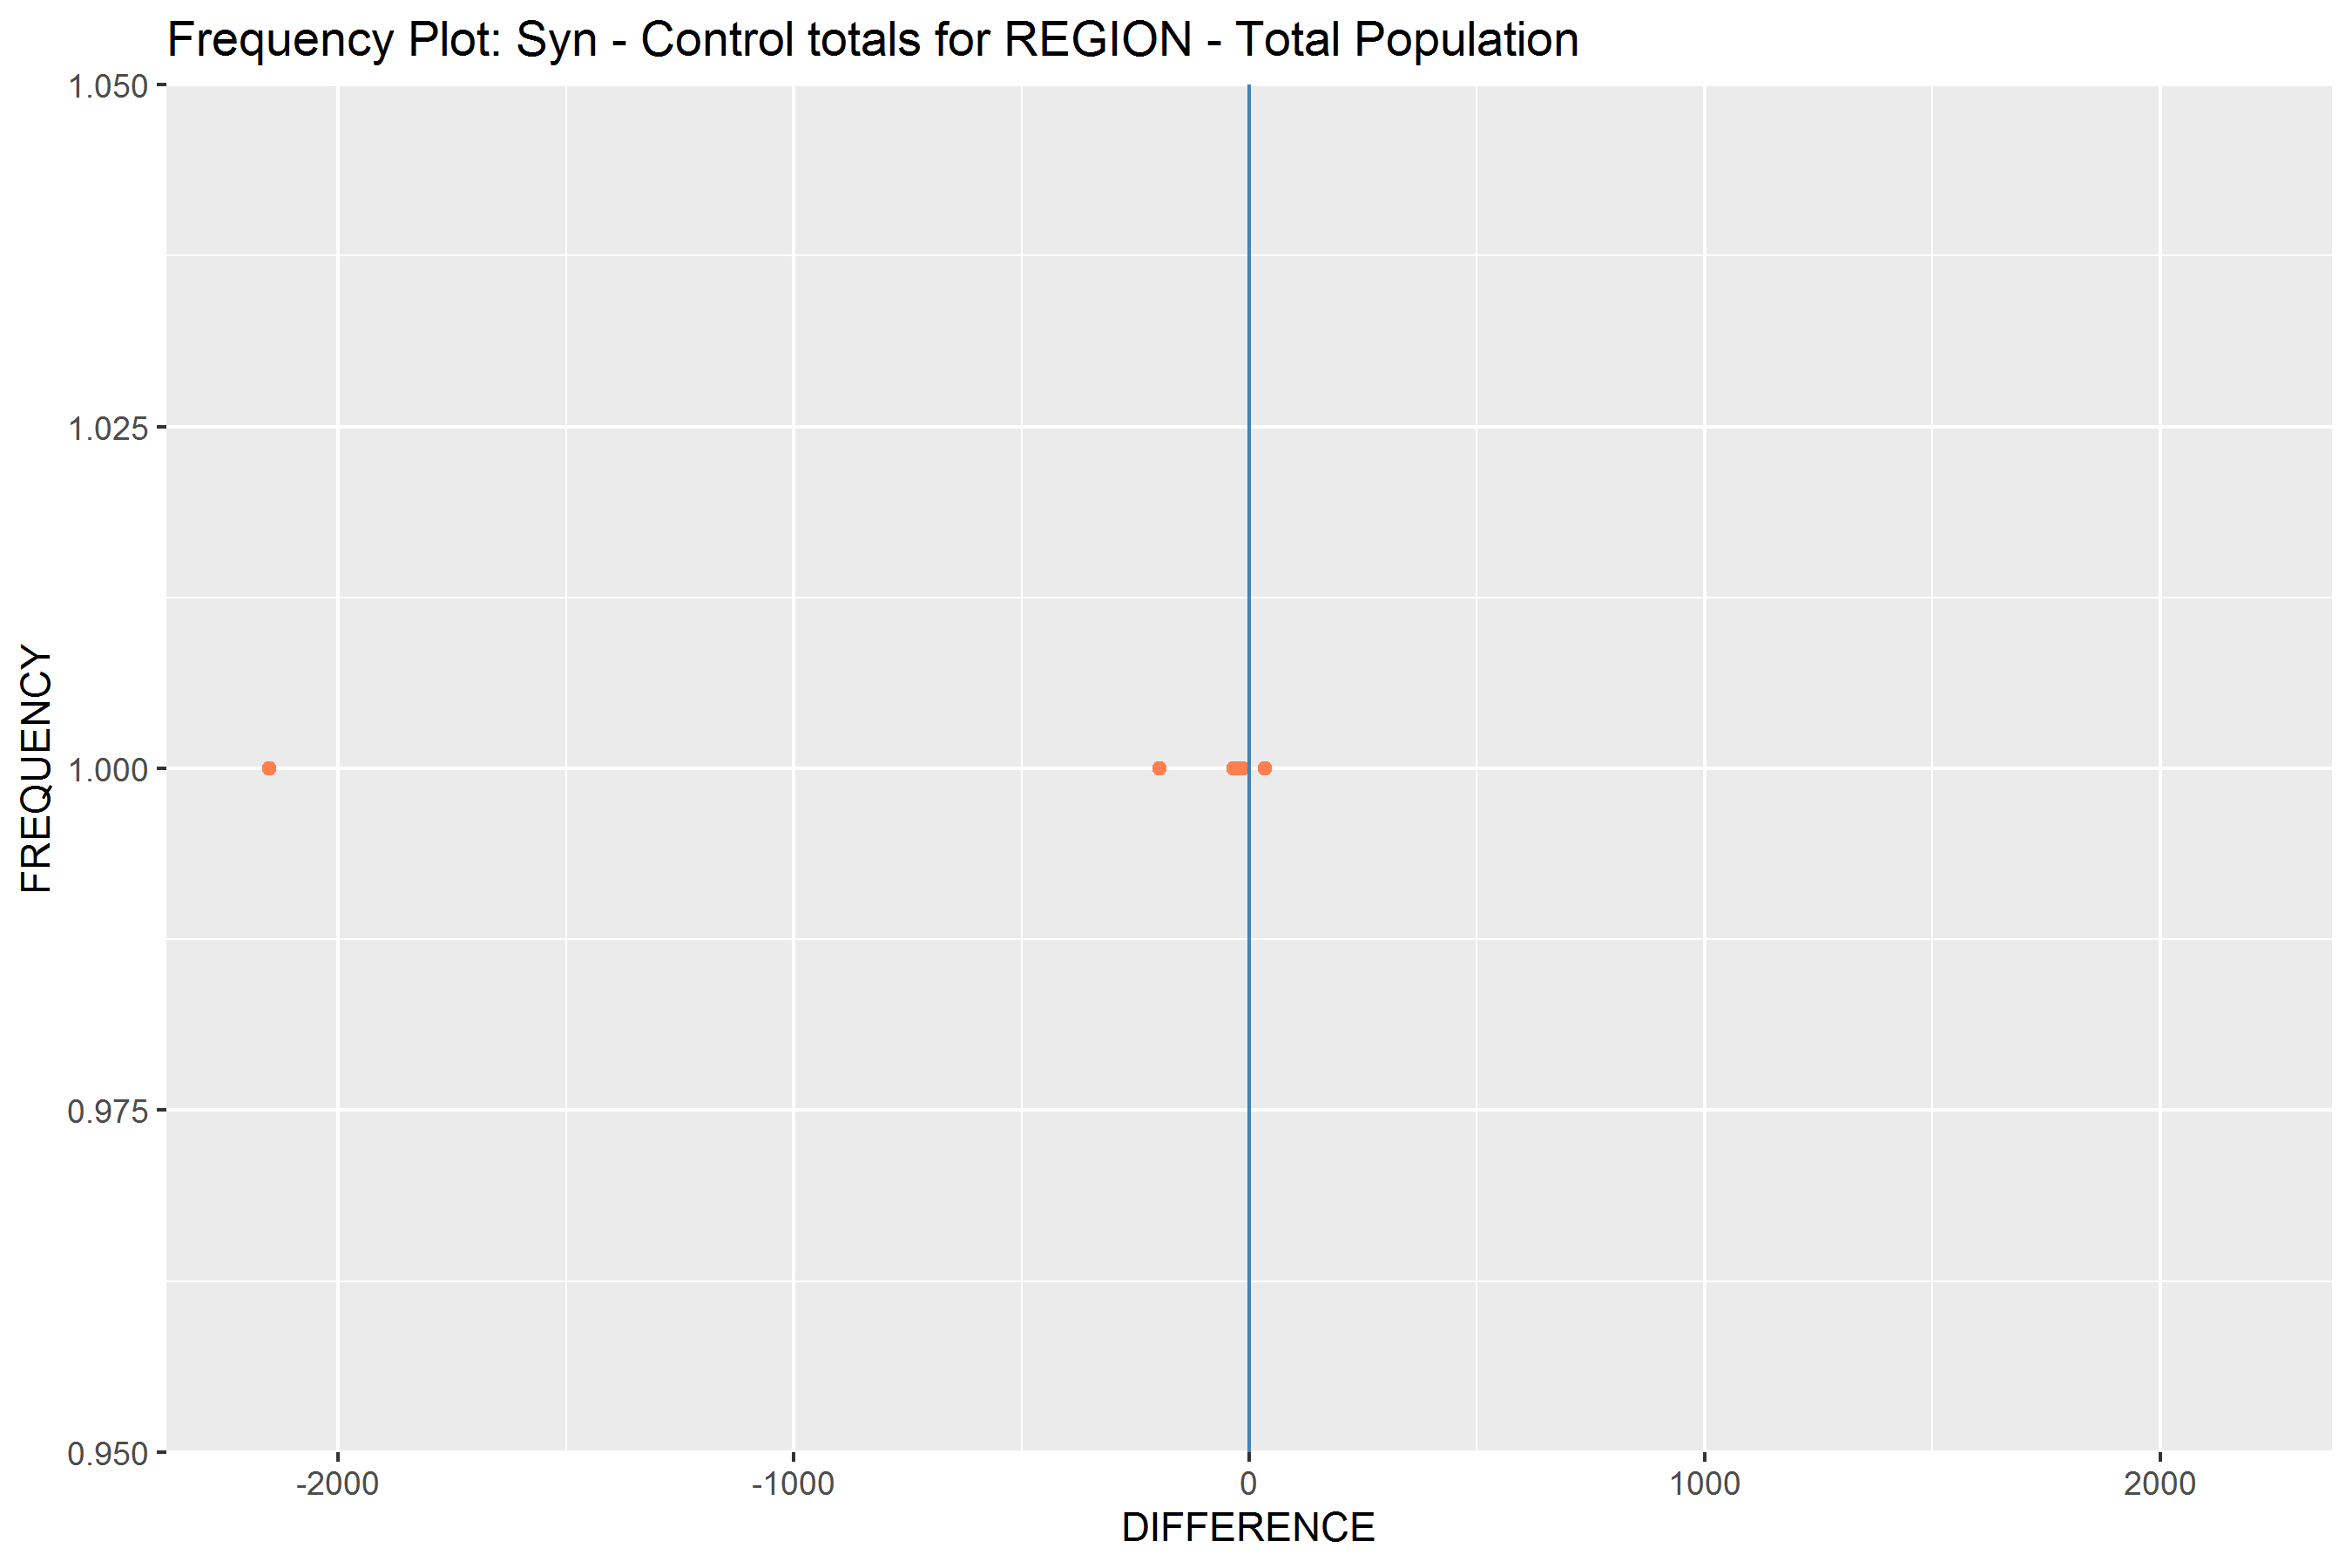 Frequency Plot: Syn - Control totals for REGION - Total Population
1.050
1.025
1.000
0.975
0.950
FREQUENCY
-2000 -1000 0 1000 2000
DIFFERENCE